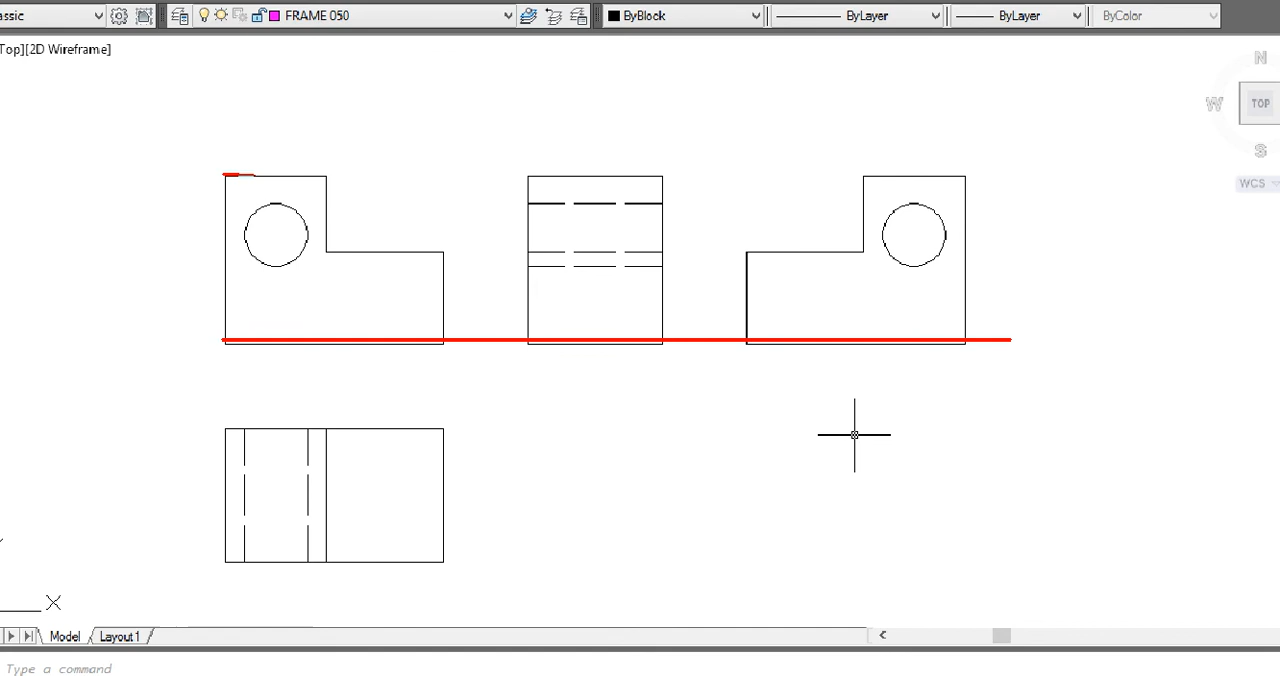 assic FRAME 050 ByBlock ByLayer ByLayer ByColor
Top][2D Wireframe]
N
W TOP
S
WCS
X
Model Layout1
Type a command